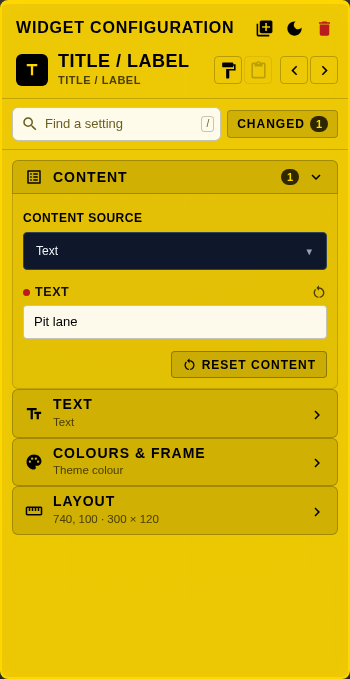 WIDGET CONFIGURATION
T
TITLE / LABEL
TITLE / LABEL
Find a setting
/
CHANGED 1
CONTENT
1
CONTENT SOURCE
Text
TEXT
Pit lane
RESET CONTENT
TEXT
Text
COLOURS & FRAME
Theme colour
LAYOUT
740, 100 · 300 × 120